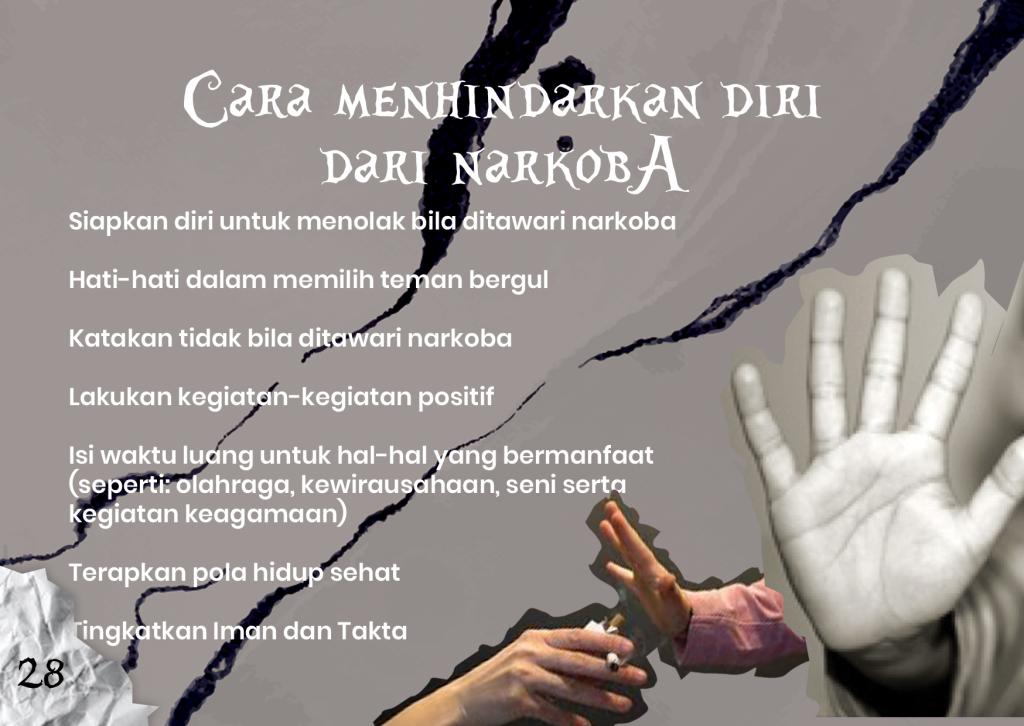 Cara menhindarkan diri
dari narkoba
Siapkan diri untuk menolak bila ditawari narkoba
Hati-hati dalam memilih teman bergul
Katakan tidak bila ditawari narkoba
Lakukan kegiatan-kegiatan positif
Isi waktu luang untuk hal-hal yang bermanfaat
(seperti: olahraga, kewirausahaan, seni serta
kegiatan keagamaan)
Terapkan pola hidup sehat
Tingkatkan Iman dan Takta
28